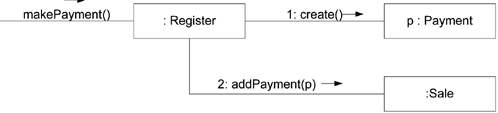 makePayment()
: Register
1: create()
p : Payment
2: addPayment(p)
:Sale